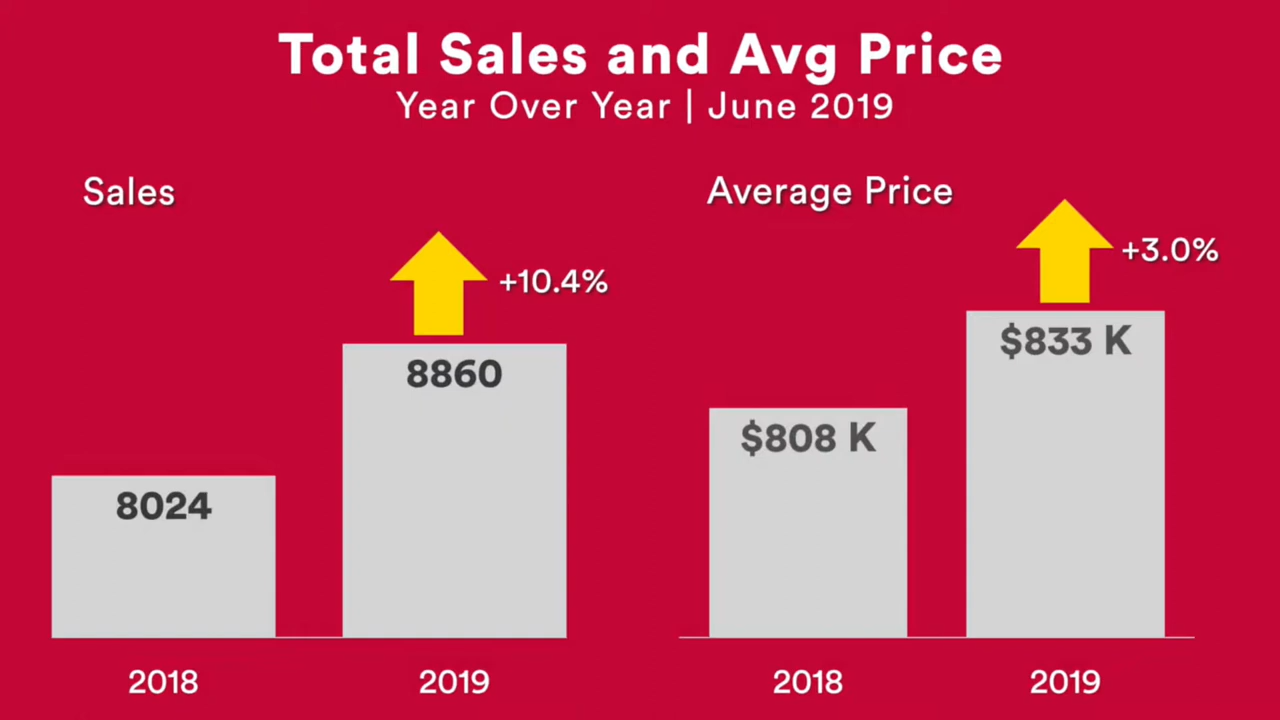 Total Sales and Avg Price
Year Over Year | June 2019
Sales
+10.4%
8860
8024
2018
2019
Average Price
+3.0%
$833 K
$808 K
2018
2019